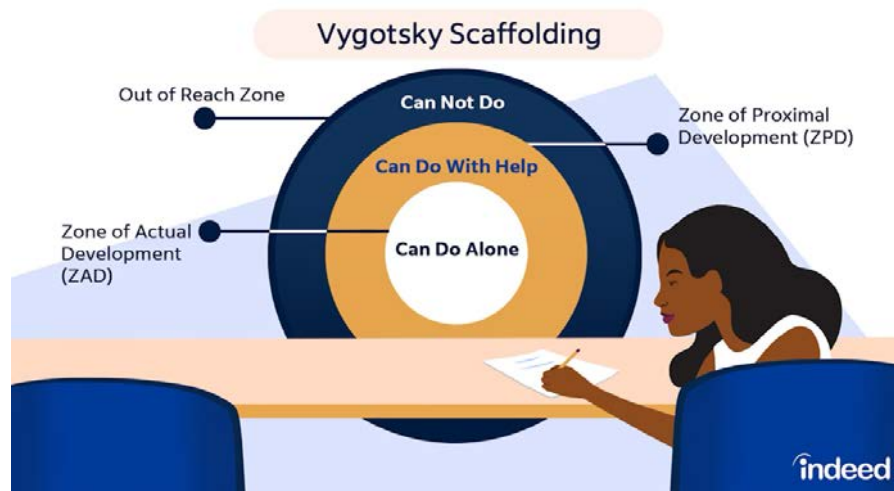 Vygotsky Scaffolding
Out of Reach Zone
Can Not Do
Zone of Proximal
Development (ZPD)
Can Do With Help
Zone of Actual
Development
(ZAD)
Can Do Alone
indeed